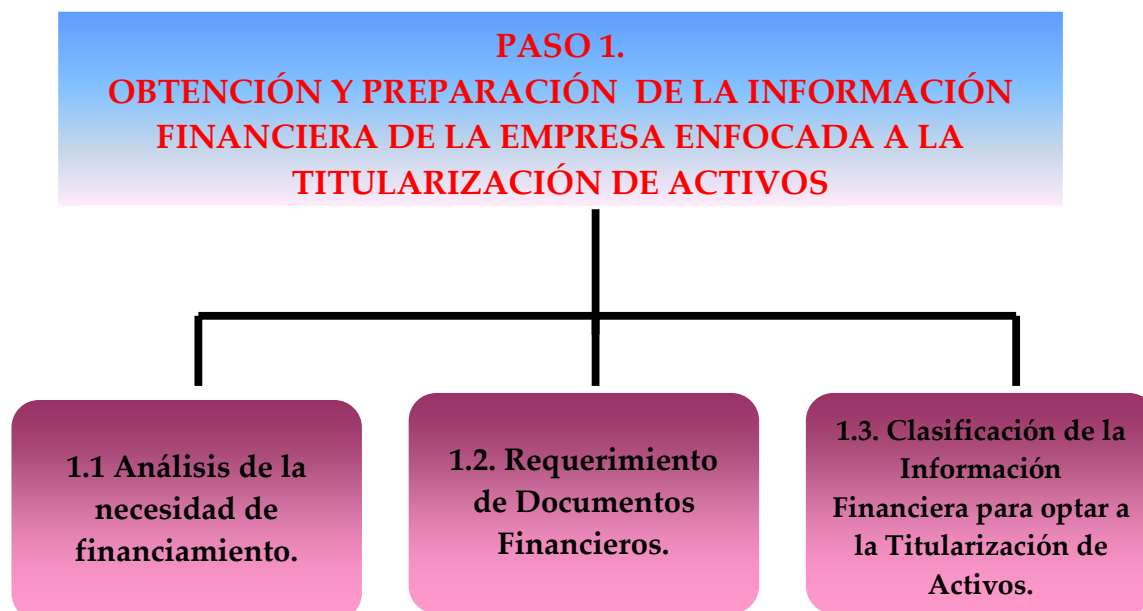 PASO 1.
OBTENCIÓN Y PREPARACIÓN DE LA INFORMACIÓN
FINANCIERA DE LA EMPRESA ENFOCADA A LA
TITULARIZACIÓN DE ACTIVOS
1.1 Análisis de la
necesidad de
financiamiento.
1.2. Requerimiento
de Documentos
Financieros.
1.3. Clasificación de la
Información
Financiera para optar a
la Titularización de
Activos.